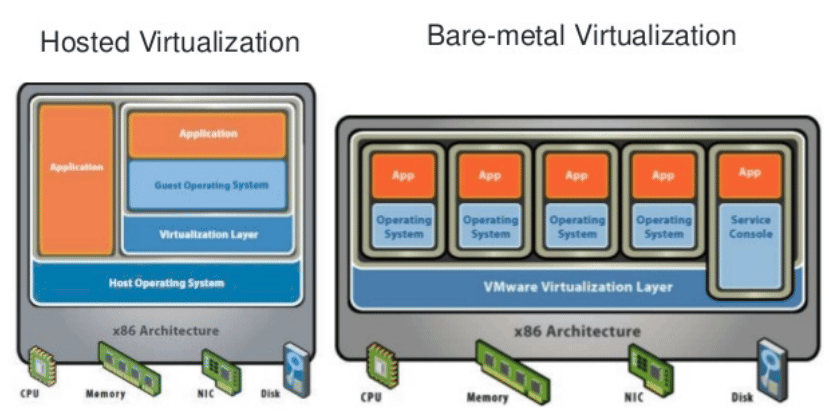 Hosted Virtualization
Application
Application
Guest Operating System
Virtualization Layer
Host Operating System
x86 Architecture
CPU
Memory
NIC
Disk
Bare-metal Virtualization
App
Operating
System
App
Operating
System
App
Operating
System
App
Operating
System
App
Service
Console
VMware Virtualization Layer
x86 Architecture
CPU
Memory
NIC
Disk